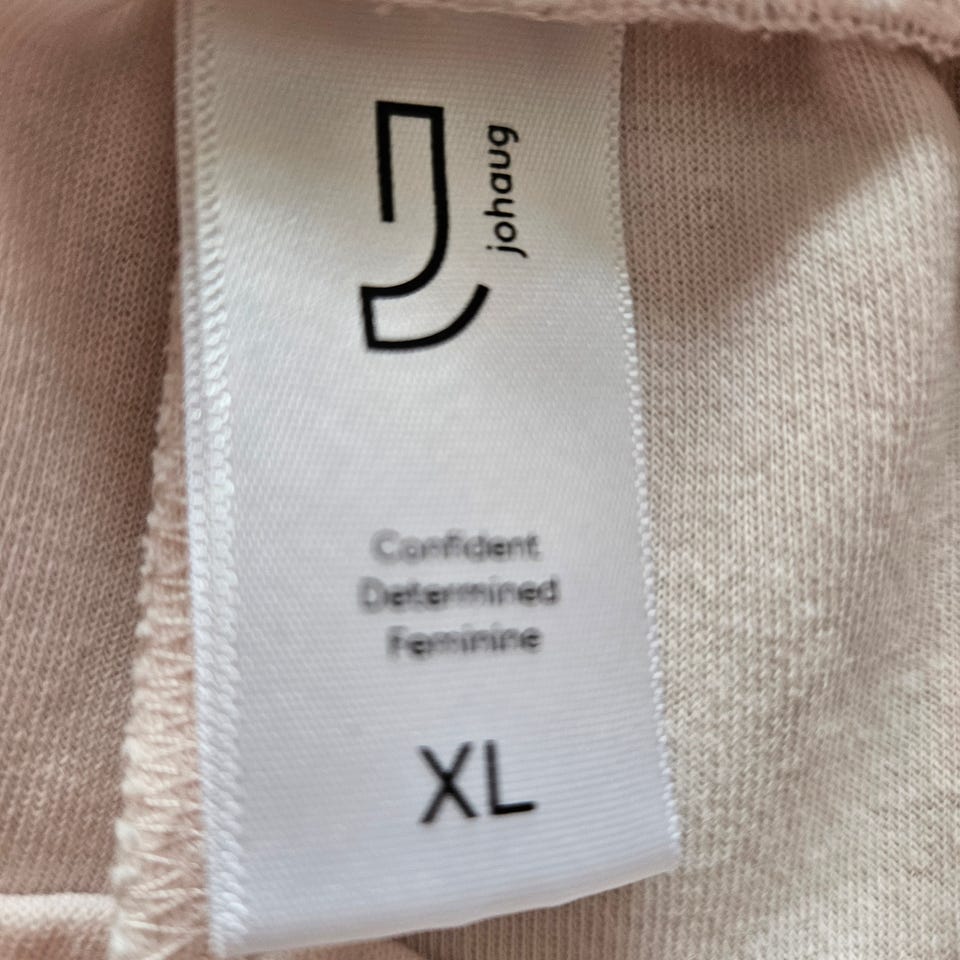 johaug
Confident
Determined
Feminine
XL